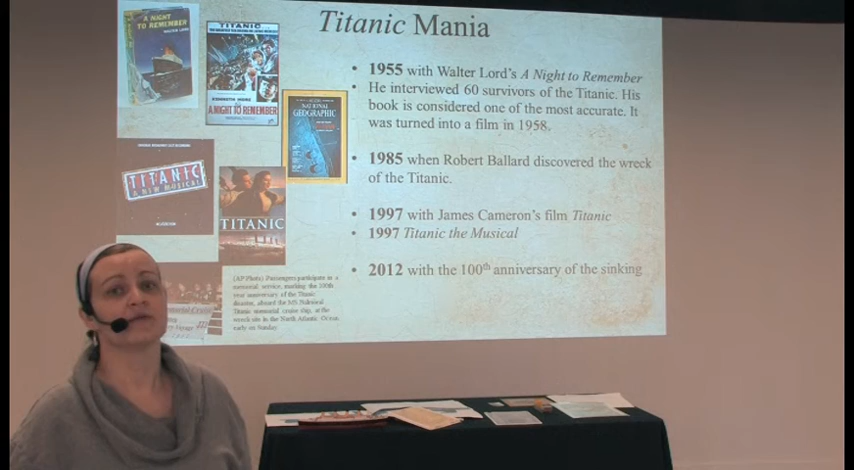 Titanic Mania
A NIGHT
TO REMEMBER
WALTER LORD
TITANIC
A NIGHT to REMEMBER
NATIONAL
GEOGRAPHIC
TITANIC
A NEW MUSICAL
TITANIC
• 1955 with Walter Lord's A Night to Remember
• He interviewed 60 survivors of the Titanic. His
book is considered one of the most accurate. It
was turned into a film in 1958.
• 1985 when Robert Ballard discovered the wreck
of the Titanic.
• 1997 with James Cameron's film Titanic
• 1997 Titanic the Musical
• 2012 with the 100th anniversary of the sinking
(AP Photo) Passengers participate in a
memorial service, marking the 100th
year anniversary of the Titanic
disaster, aboard the MS Balmoral
Titanic memorial cruise ship, at the
wreck site in the North Atlantic Ocean,
early on Sunday.